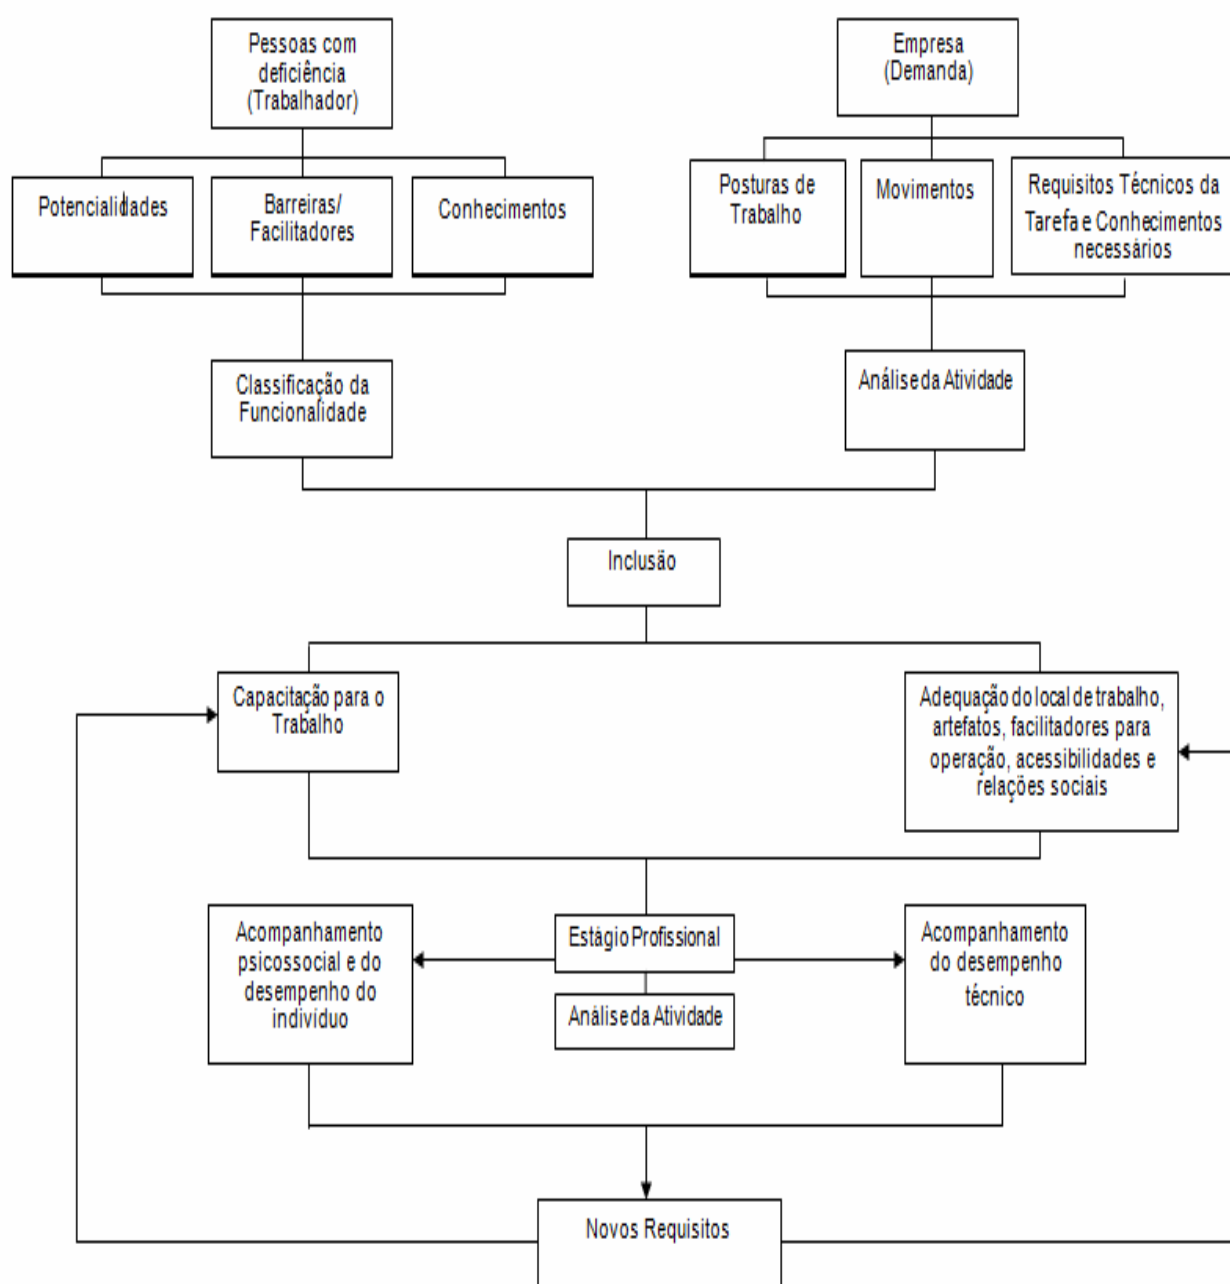 Pessoas com
deficiência
(Trabalhador)
Empresa
(Demanda)
Potencialidades
Barreiras/
Facilitadores
Conhecimentos
Posturas de
Trabalho
Movimentos
Requisitos Técnicos da
Tarefa e Conhecimentos
necessários
Classificação da
Funcionalidade
Análise da Atividade
Inclusão
Capacitação para o
Trabalho
Adequação do local de trabalho,
artefatos, facilitadores para
operação, acessibilidades e
relações sociais
Acompanhamento
psicossocial e do
desempenho do
indivíduo
Estágio Profissional
Análise da Atividade
Acompanhamento
do desempenho
técnico
Novos Requisitos